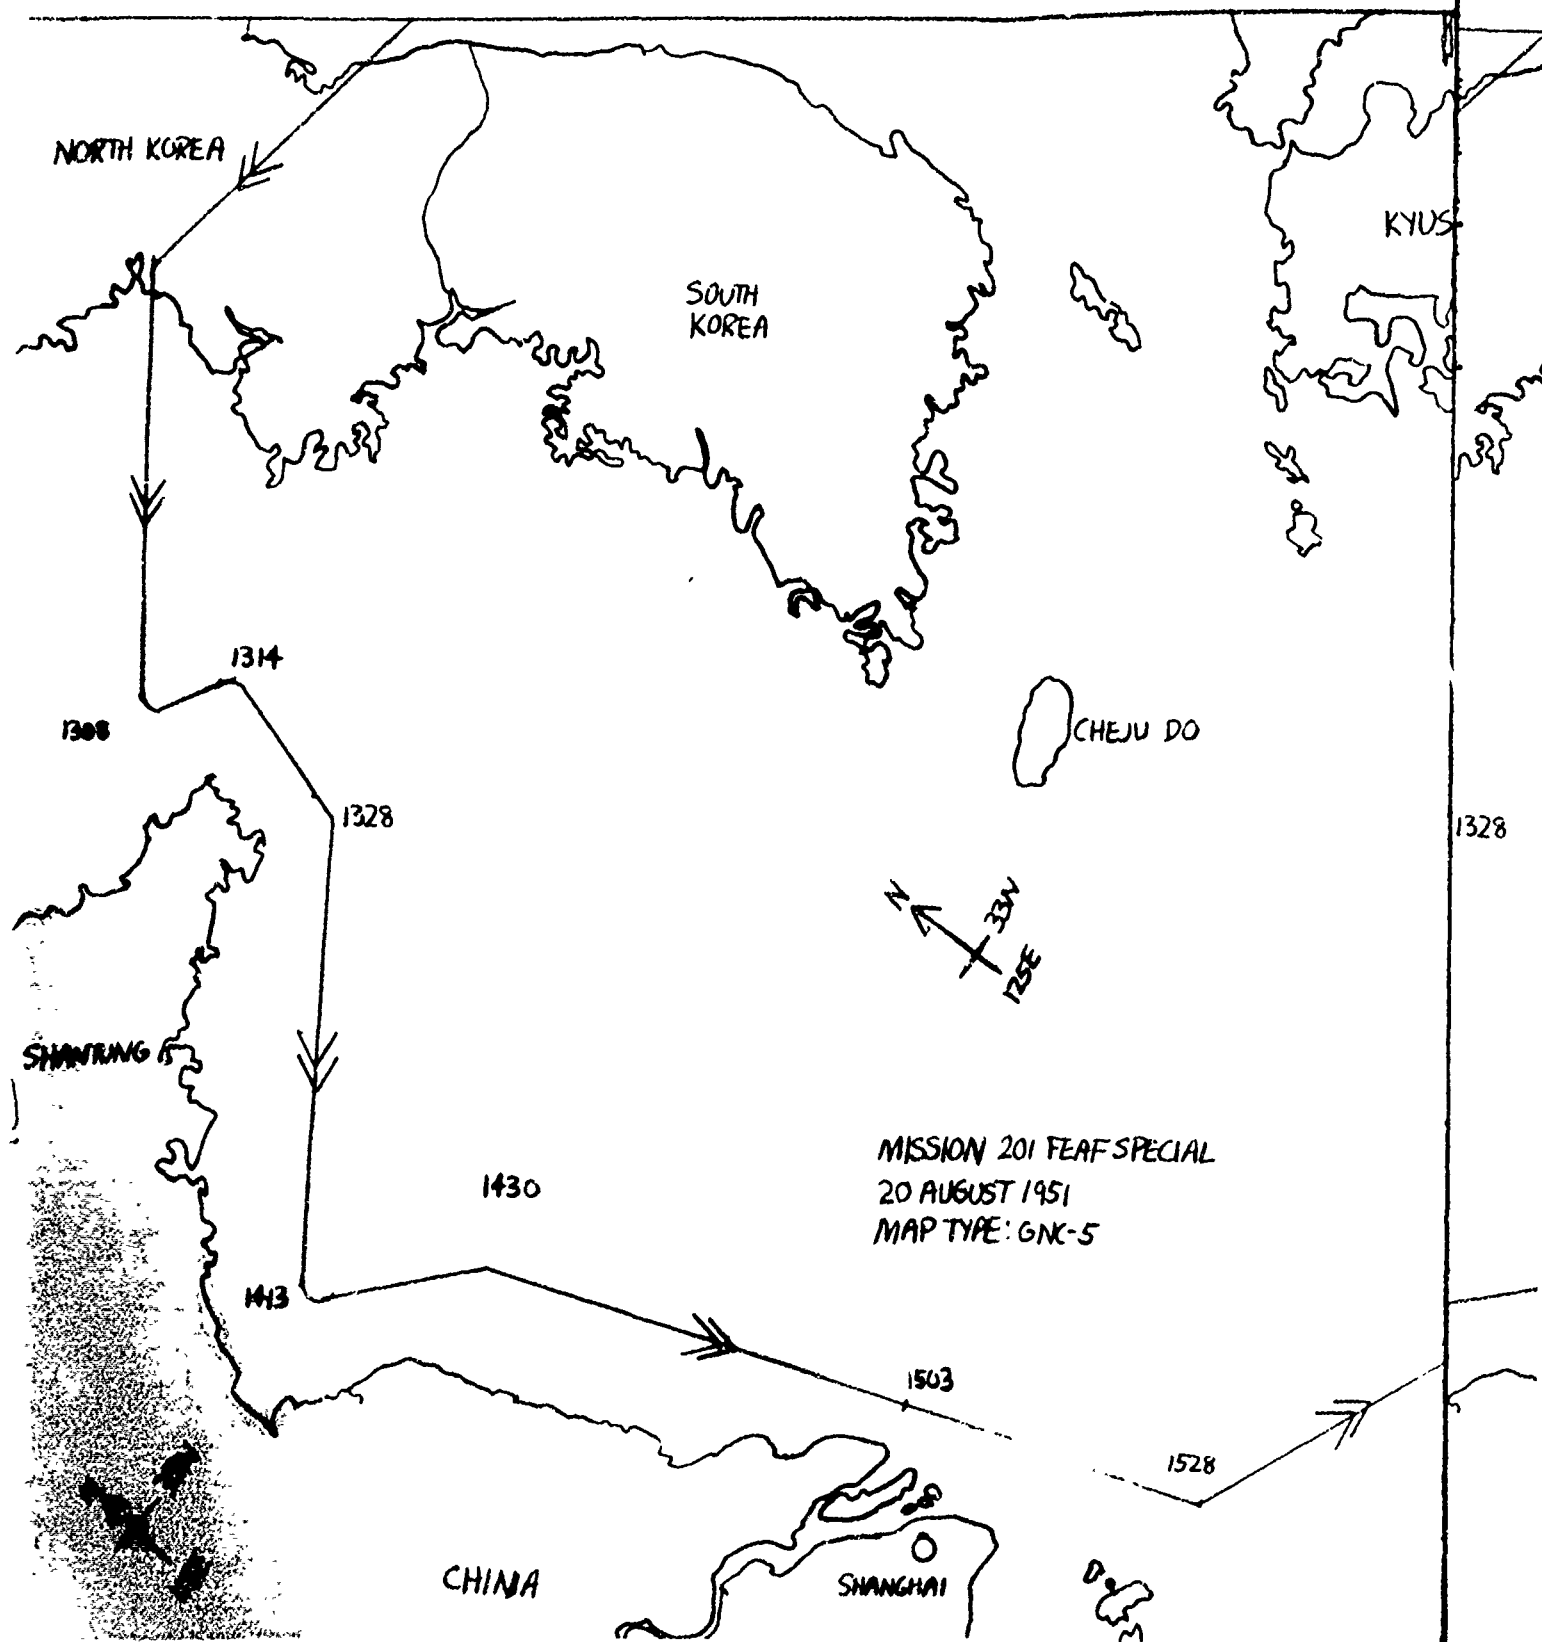 NORTH KOREA
KYUS
SOUTH
KOREA
1314
1308
CHEJU DO
1328
1328
N
33N
125E
SHANTUNG
MISSION 201 FEAF SPECIAL
20 AUGUST 1951
MAP TYPE: GNC-5
1430
1413
1503
1528
CHINA
SHANGHAI